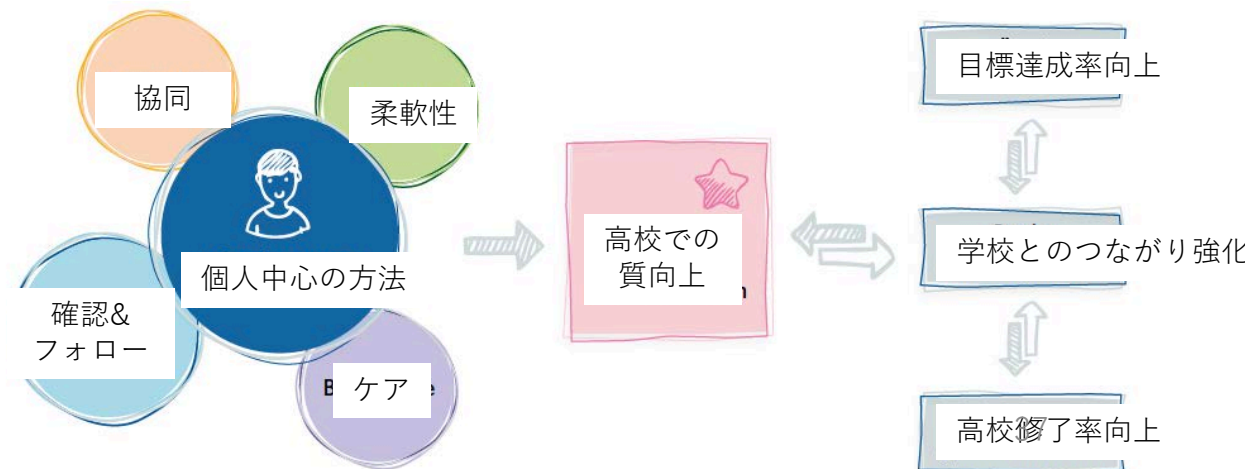 協同
柔軟性
個人中心の方法
確認&
フォロー
ケア
高校での
質向上
目標達成率向上
学校とのつながり強化
高校修了率向上
37